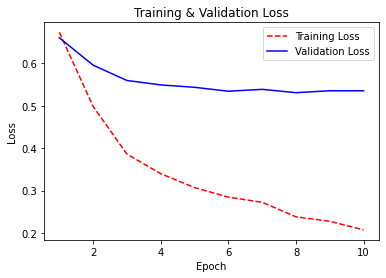 Training & Validation Loss
Training Loss
Validation Loss
Loss
0.6
0.5
0.4
0.3
0.2
2 4 6 8 10
Epoch